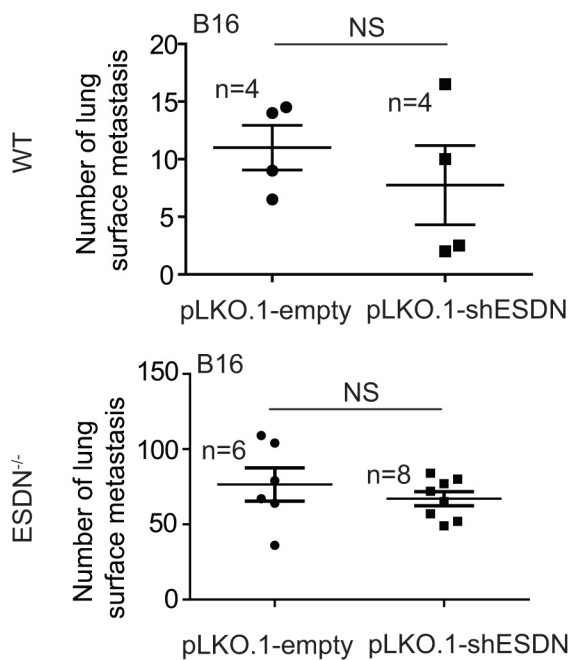 B16
NS
WT
Number of lung
surface metastasis
20
15
10
5
0
n=4
n=4
pLKO.1-empty
pLKO.1-shESDN
B16
NS
ESDN-/-
Number of lung
surface metastasis
150
100
50
0
n=6
n=8
pLKO.1-empty
pLKO.1-shESDN